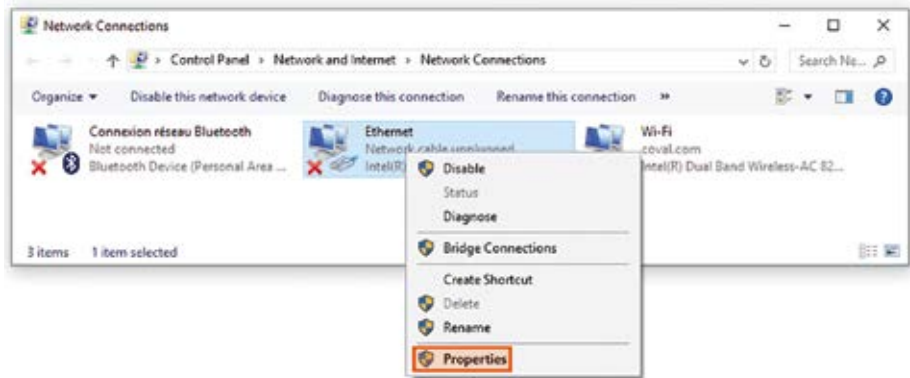 Network Connections
Control Panel > Network and Internet > Network Connections
Search Ne...
Organize Disable this network device Diagnose this connection Rename this connection »
Connexion réseau Bluetooth
Not connected
Bluetooth Device (Personal Area ...
Ethernet
Network cable unplugged
Intel(R)
Wi-Fi
coval.com
Intel(R) Dual Band Wireless-AC 82...
Disable
Status
Diagnose
Bridge Connections
Create Shortcut
Delete
Rename
Properties
3 items 1 item selected